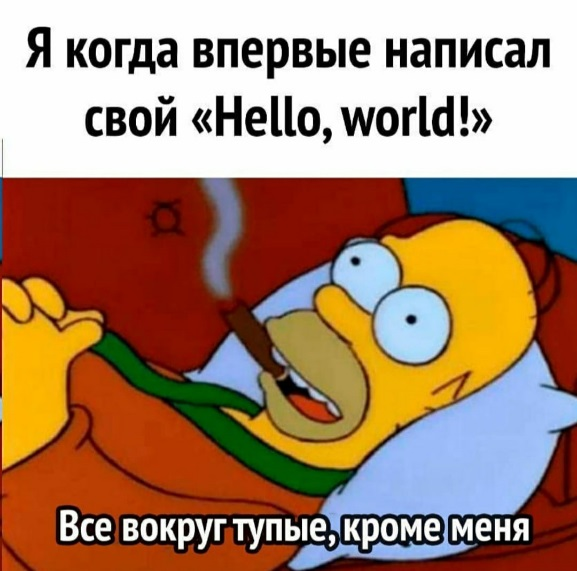 Я когда впервые написал
свой «Hello, world!»
Все вокруг тупые, кроме меня